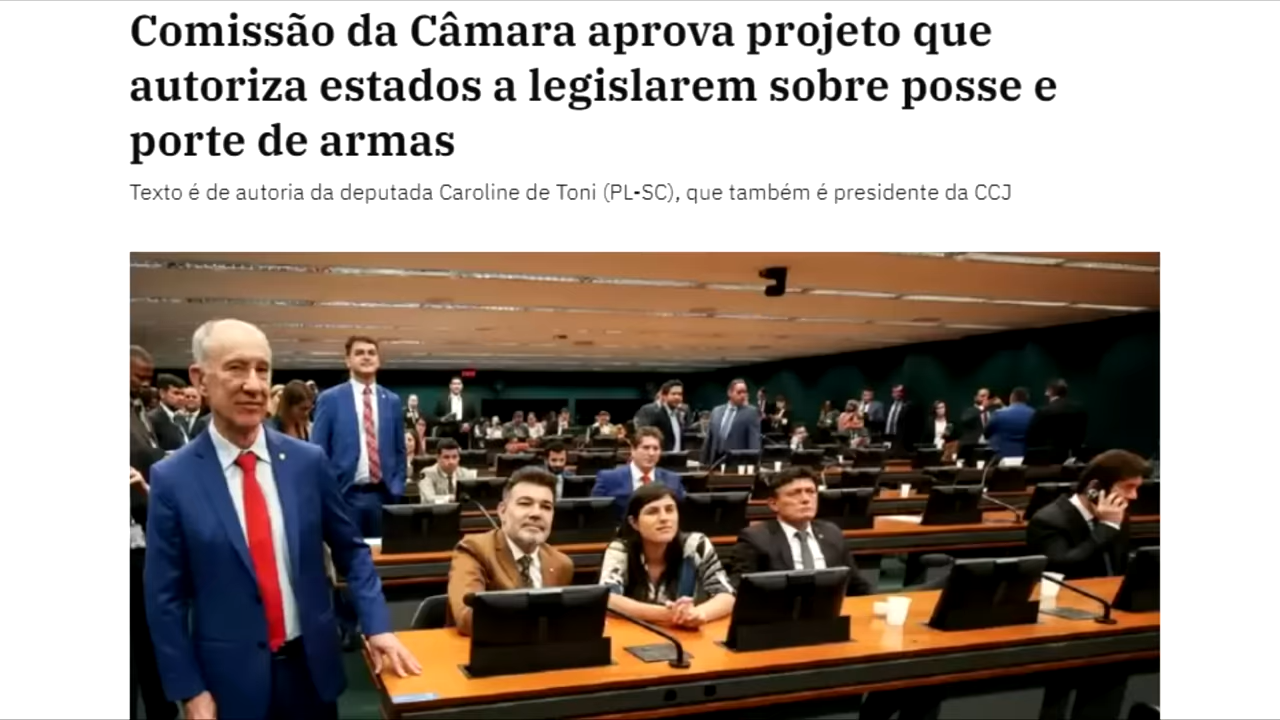 Comissão da Câmara aprova projeto que
autoriza estados a legislarem sobre posse e
porte de armas
Texto é de autoria da deputada Caroline de Toni (PL-SC), que também é presidente da CCJ